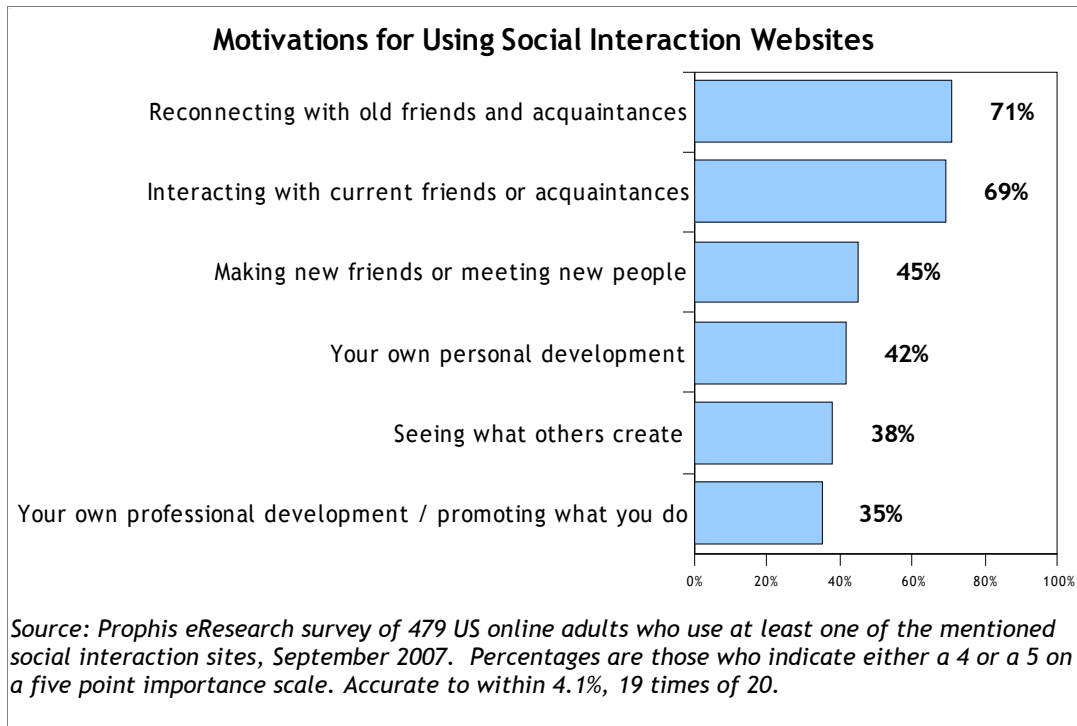 Motivations for Using Social Interaction Websites
Reconnecting with old friends and acquaintances 71%
Interacting with current friends or acquaintances 69%
Making new friends or meeting new people 45%
Your own personal development 42%
Seeing what others create 38%
Your own professional development / promoting what you do 35%
0% 20% 40% 60% 80% 100%
Source: Prophis eResearch survey of 479 US online adults who use at least one of the mentioned
social interaction sites, September 2007.  Percentages are those who indicate either a 4 or a 5 on
a five point importance scale. Accurate to within 4.1%, 19 times of 20.